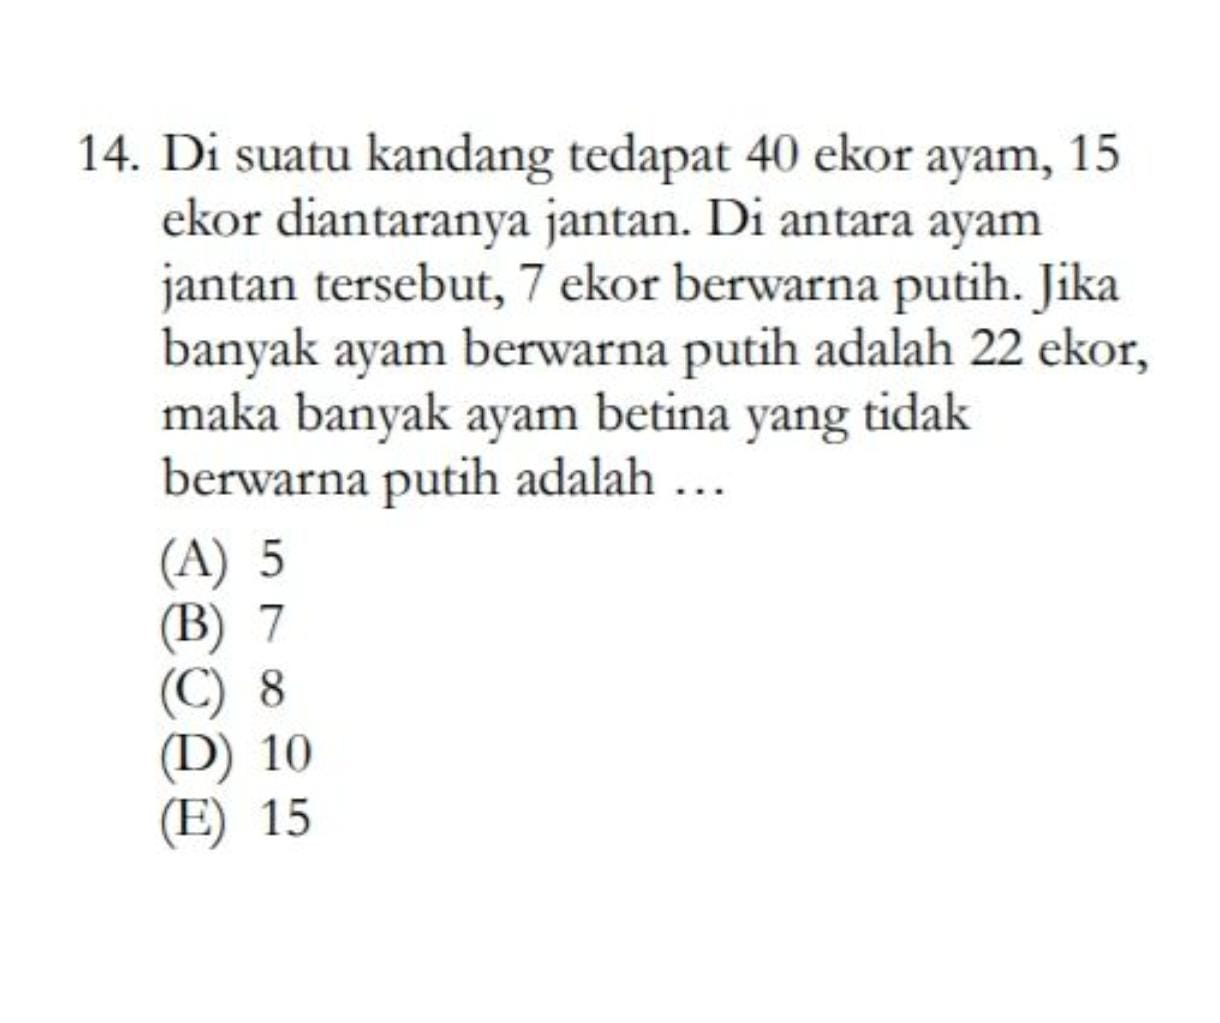 14. Di suatu kandang tedapat 40 ekor ayam, 15
ekor diantaranya jantan. Di antara ayam
jantan tersebut, 7 ekor berwarna putih. Jika
banyak ayam berwarna putih adalah 22 ekor,
maka banyak ayam betina yang tidak
berwarna putih adalah …
(A) 5
(B) 7
(C) 8
(D) 10
(E) 15